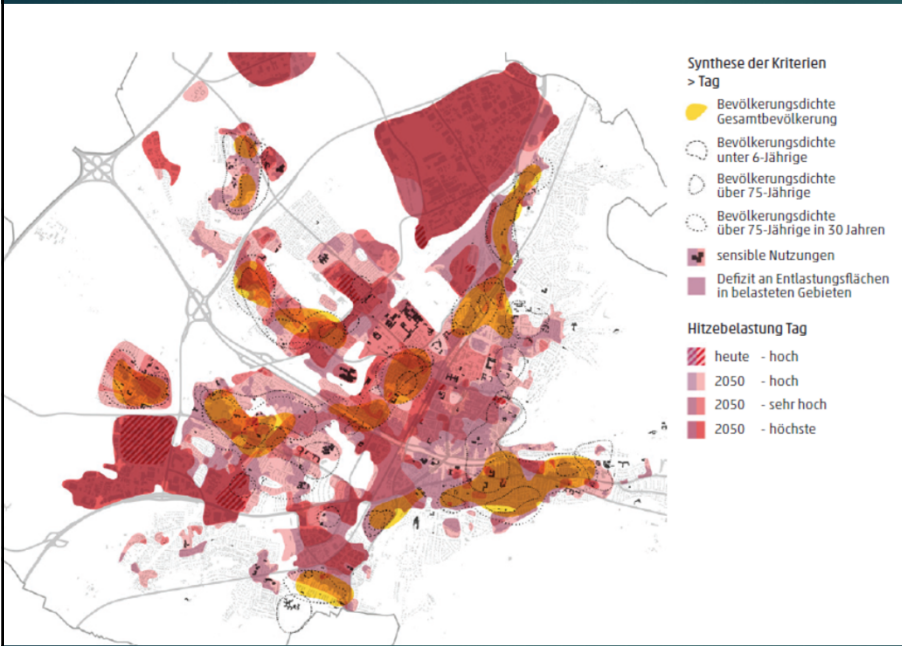 Synthese der Kriterien
> Tag
Bevölkerungsdichte
Gesamtbevölkerung
Bevölkerungsdichte
unter 6-Jährige
Bevölkerungsdichte
über 75-Jährige
Bevölkerungsdichte
über 75-Jährige in 30 Jahren
sensible Nutzungen
Defizit an Entlastungsflächen
in belasteten Gebieten
Hitzebelastung Tag
heute - hoch
2050 - hoch
2050 - sehr hoch
2050 - höchste